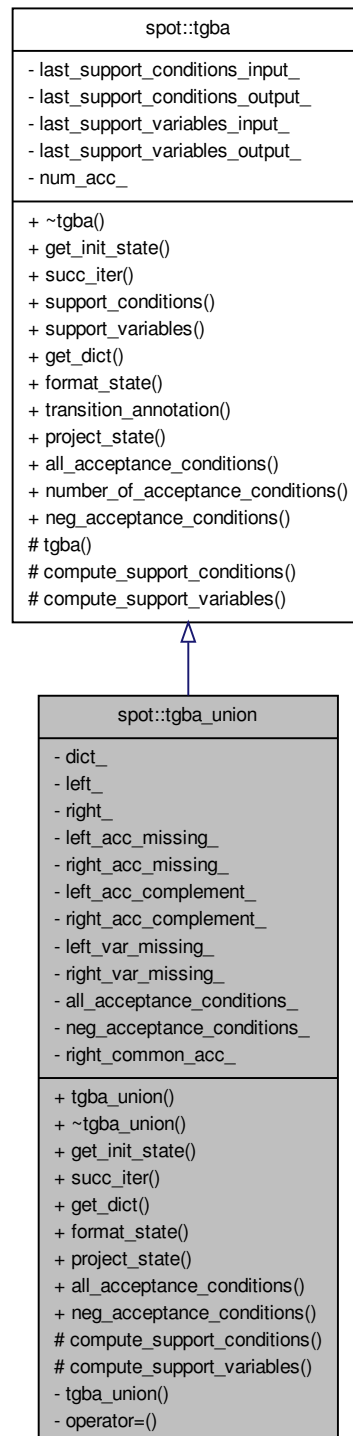 spot::tgba
- last_support_conditions_input_
- last_support_conditions_output_
- last_support_variables_input_
- last_support_variables_output_
- num_acc_
+ ~tgba()
+ get_init_state()
+ succ_iter()
+ support_conditions()
+ support_variables()
+ get_dict()
+ format_state()
+ transition_annotation()
+ project_state()
+ all_acceptance_conditions()
+ number_of_acceptance_conditions()
+ neg_acceptance_conditions()
# tgba()
# compute_support_conditions()
# compute_support_variables()
spot::tgba_union
- dict_
- left_
- right_
- left_acc_missing_
- right_acc_missing_
- left_acc_complement_
- right_acc_complement_
- left_var_missing_
- right_var_missing_
- all_acceptance_conditions_
- neg_acceptance_conditions_
- right_common_acc_
+ tgba_union()
+ ~tgba_union()
+ get_init_state()
+ succ_iter()
+ get_dict()
+ format_state()
+ project_state()
+ all_acceptance_conditions()
+ neg_acceptance_conditions()
# compute_support_conditions()
# compute_support_variables()
- tgba_union()
- operator=()